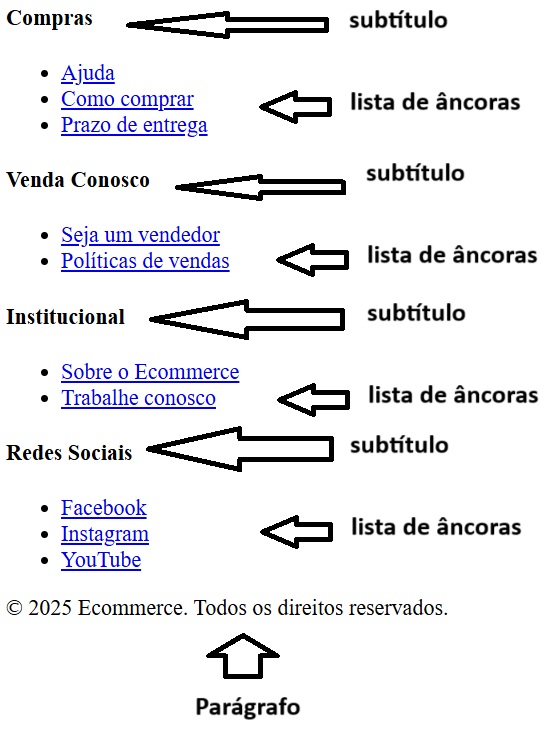 Compras subtítulo
Ajuda
Como comprar lista de âncoras
Prazo de entrega
Venda Conosco subtítulo
Seja um vendedor
Políticas de vendas lista de âncoras
Institucional subtítulo
Sobre o Ecommerce
Trabalhe conosco lista de âncoras
Redes Sociais subtítulo
Facebook
Instagram lista de âncoras
YouTube
© 2025 Ecommerce. Todos os direitos reservados.
Parágrafo